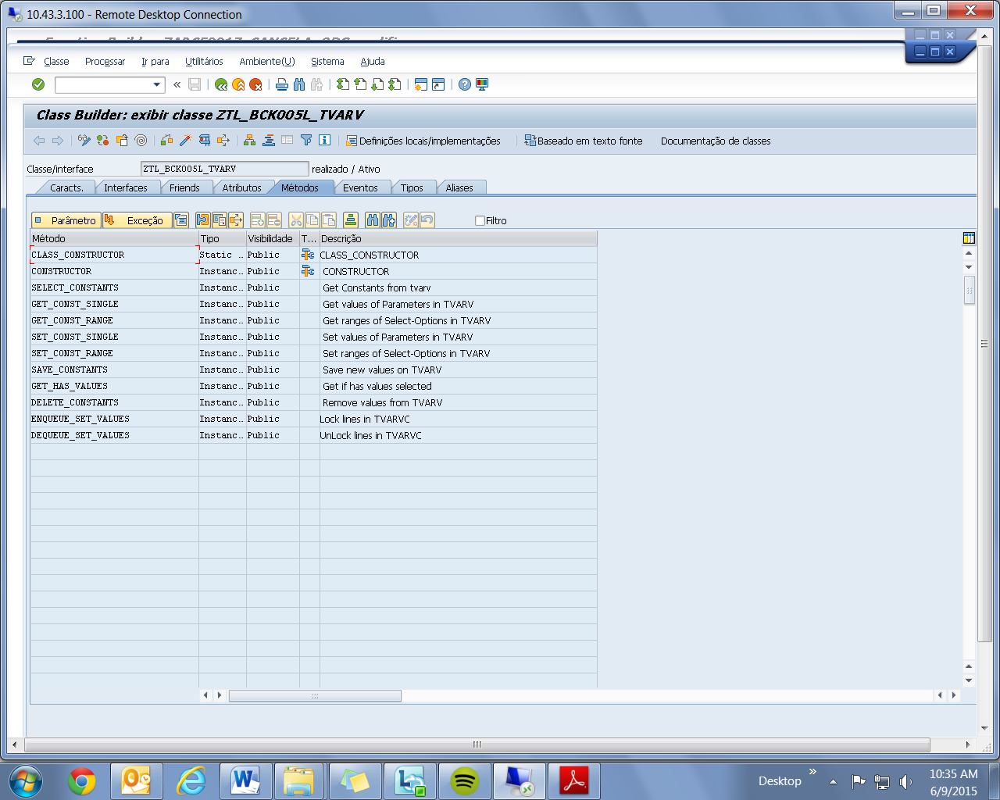 10.43.3.100 - Remote Desktop Connection
Classe Processar Ir para Utilitários Ambiente(U) Sistema Ajuda
Class Builder: exibir classe ZTL_BCK005L_TVARV
Definições locais/implementações Baseado em texto fonte Documentação de classes
Classe/interface ZTL_BCK005L_TVARV realizado / Ativo
Caracts. Interfaces Friends Atributos Métodos Eventos Tipos Aliases
Parâmetro Exceção Filtro
Método Tipo Visibilidade T... Descrição
CLASS_CONSTRUCTOR Static ... Public CLASS_CONSTRUCTOR
CONSTRUCTOR Instanc... Public CONSTRUCTOR
SELECT_CONSTANTS Instanc... Public Get Constants from tvarv
GET_CONST_SINGLE Instanc... Public Get values of Parameters in TVARV
GET_CONST_RANGE Instanc... Public Get ranges of Select-Options in TVARV
SET_CONST_SINGLE Instanc... Public Set values of Parameters in TVARV
SET_CONST_RANGE Instanc... Public Set ranges of Select-Options in TVARV
SAVE_CONSTANTS Instanc... Public Save new values on TVARV
GET_HAS_VALUES Instanc... Public Get if has values selected
DELETE_CONSTANTS Instanc... Public Remove values from TVARV
ENQUEUE_SET_VALUES Instanc... Public Lock lines in TVARVC
DEQUEUE_SET_VALUES Instanc... Public UnLock lines in TVARVC
Desktop 10:35 AM
6/9/2015